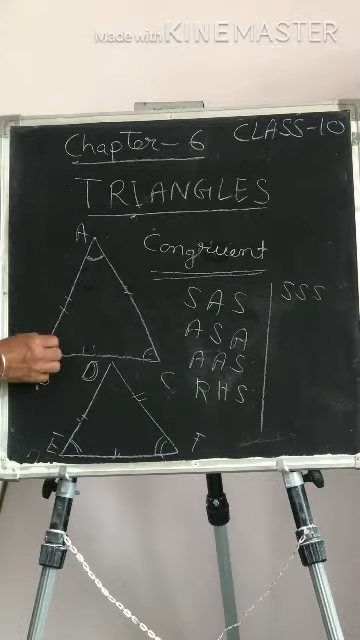 Made with KINEMASTER
Chapter - 6 CLASS-10
TRIANGLES
A
Congruent
SAS SSS
ASA
AAS
RHS
D C
E F